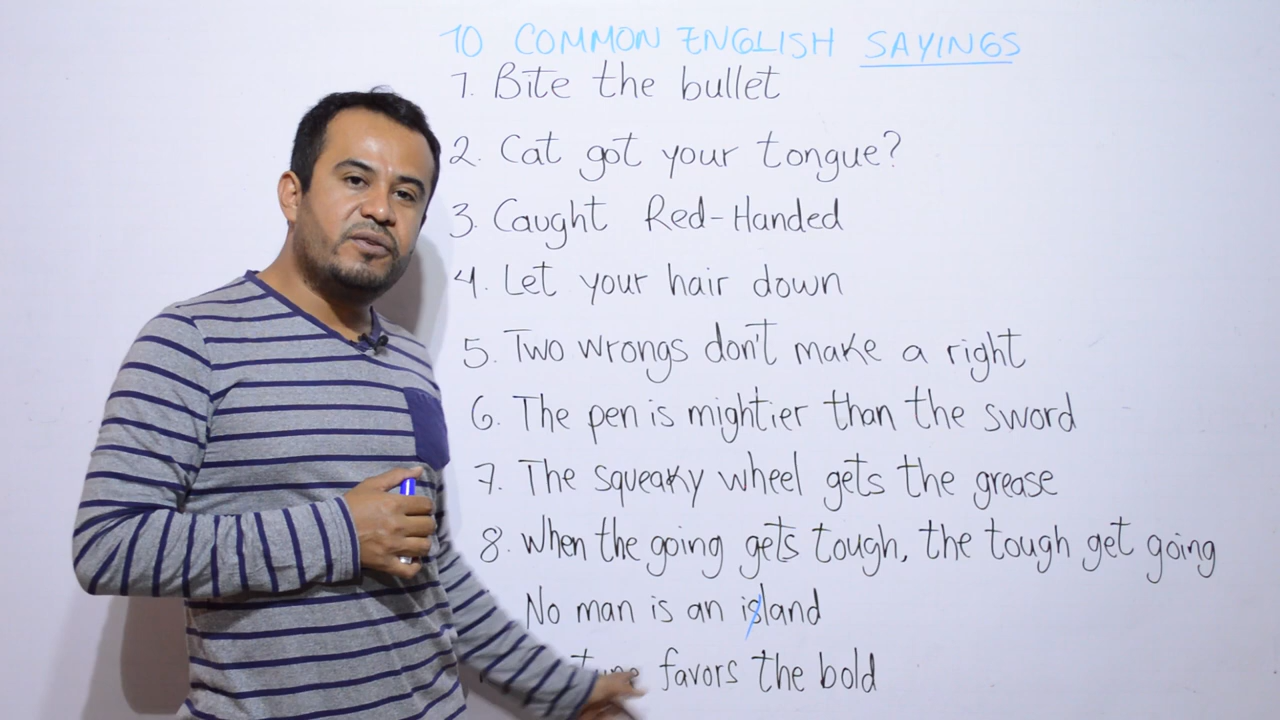 10 COMMON ENGLISH SAYINGS
1. Bite the bullet
2. Cat got your tongue?
3. Caught Red-Handed
4. Let your hair down
5. Two wrongs don't make a right
6. The pen is mightier than the sword
7. The squeaky wheel gets the grease
8. When the going gets tough, the tough get going
No man is an island
favors the bold